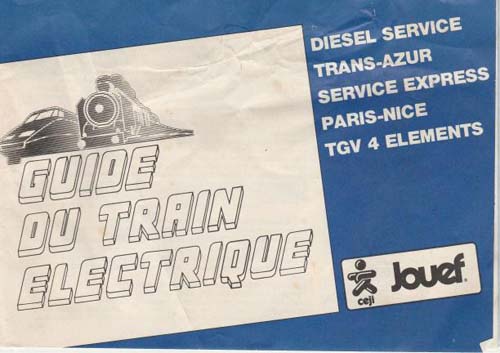 GUIDE
DU TRAIN
ELECTRIQUE
DIESEL SERVICE
TRANS-AZUR
SERVICE EXPRESS
PARIS-NICE
TGV 4 ELEMENTS
ceji
Jouef